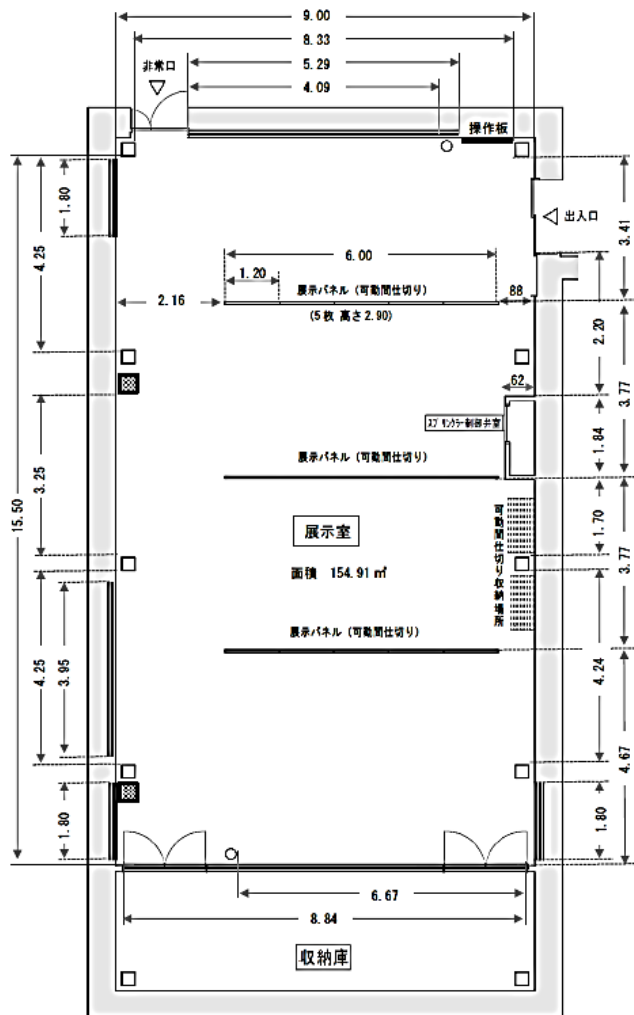 9.00
8.33
5.29
4.09
非常口
操作板
出入口
1.80
4.25
3.41
6.00
1.20
展示パネル（可動間仕切り）
2.16
88
(5枚 高さ2.90)
2.20
3.77
62
スプリンクラー制御弁室
1.84
展示パネル（可動間仕切り）
3.25
15.50
展示室
面積 154.91 ㎡
可動間仕切り収納場所
1.70
3.77
展示パネル（可動間仕切り）
4.25
3.95
4.24
4.67
1.80
1.80
6.67
8.84
収納庫